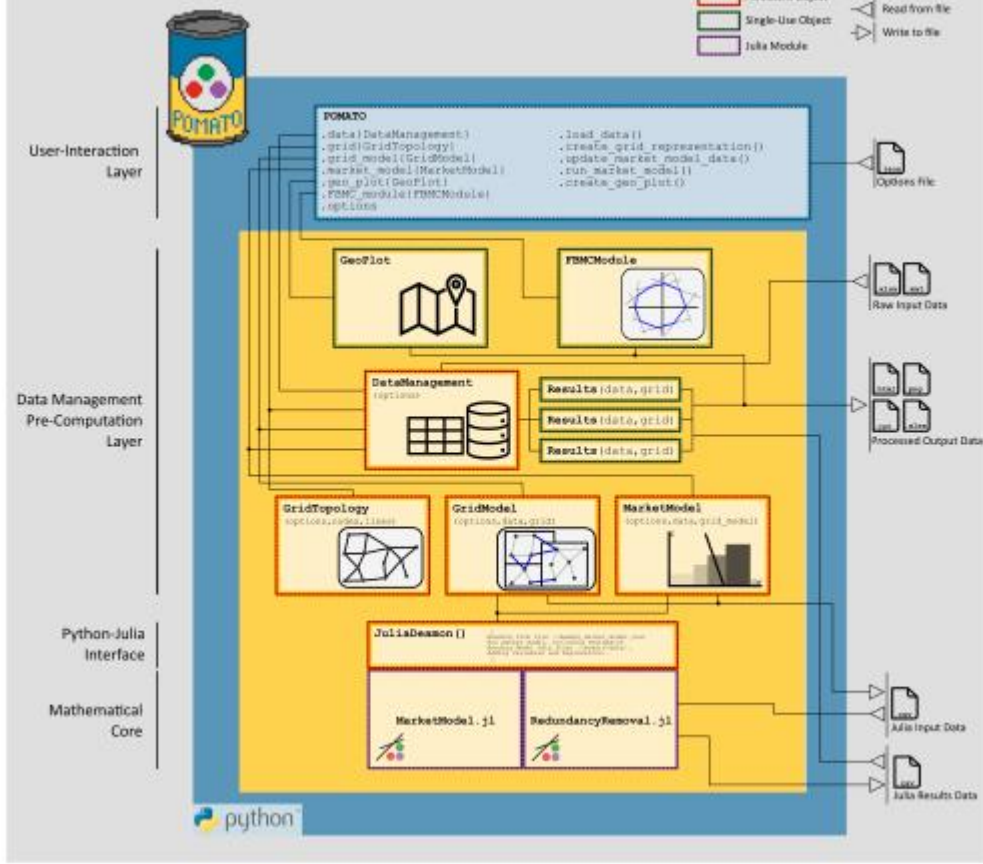 Read from file
Single-Use Object
Write to file
Julia Module
POMATO
POMATO
.data(DataManagement)
.grid(GridTopology)
.grid_model(GridModel)
.market_model(MarketModel)
.geo_plot(GeoPlot)
.FBMC_module(FBMCModule)
.options
.load_data()
.create_grid_representation()
.update_market_model_data()
.run_market_model()
.create_geo_plot()
User-Interaction
Layer
Options File
GeoPlot
FBMCModule
Raw Input Data
Data Management
Pre-Computation
Layer
DataManagement
(options)
Results(data,grid)
Results(data,grid)
Results(data,grid)
Processed Output Data
GridTopology
(options,nodes,lines)
GridModel
(options,data,grid)
MarketModel
(options,data,grid_model)
Python-Julia
Interface
JuliaDeamon()
Mathematical
Core
MarketModel.jl
RedundancyRemoval.jl
Julia Input Data
Julia Results Data
python